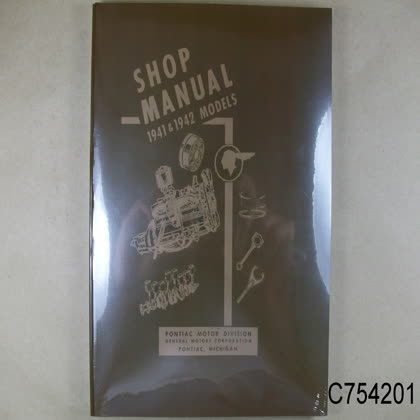 SHOP
MANUAL
1941 & 1942 MODELS
PONTIAC MOTOR DIVISION
GENERAL MOTORS CORPORATION
PONTIAC, MICHIGAN
C754201